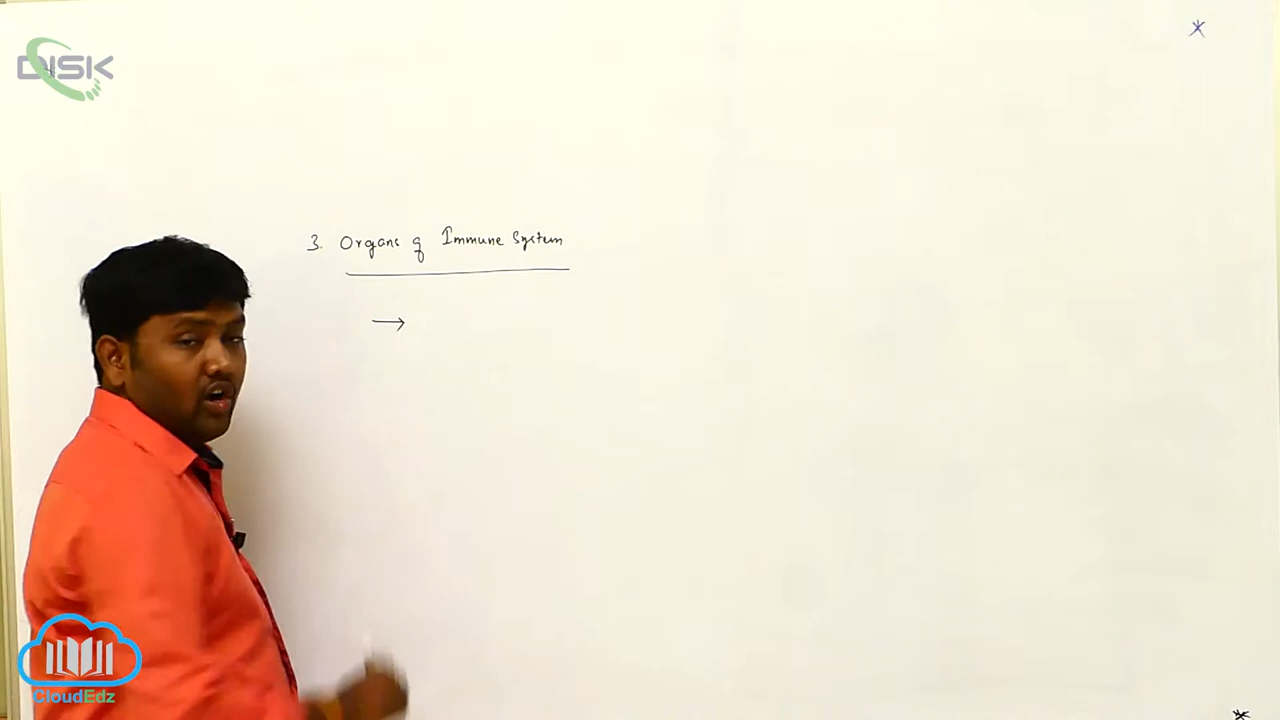 DISK
3. Organs of Immune System
→
CloudEdz